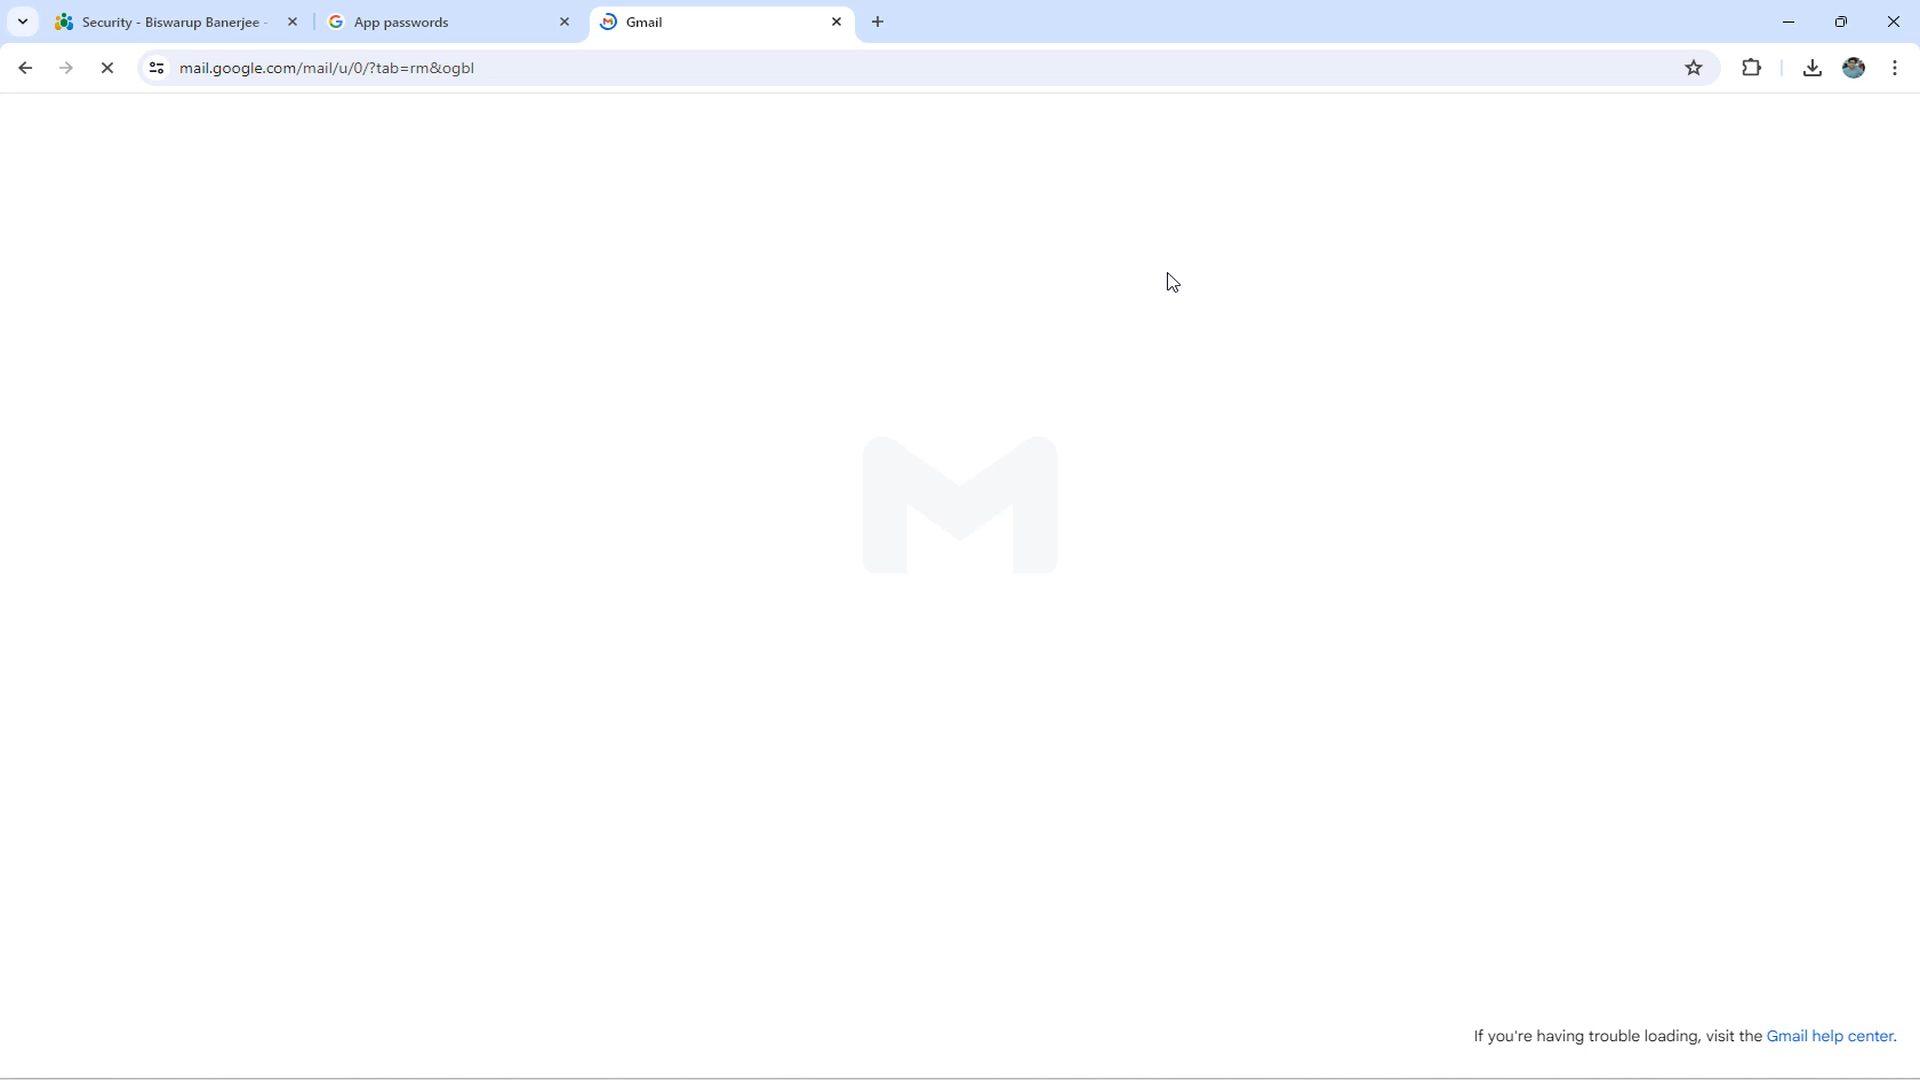 Security - Biswarup Banerjee -
App passwords
Gmail
mail.google.com/mail/u/0/?tab=rm&ogbl
If you're having trouble loading, visit the Gmail help center.